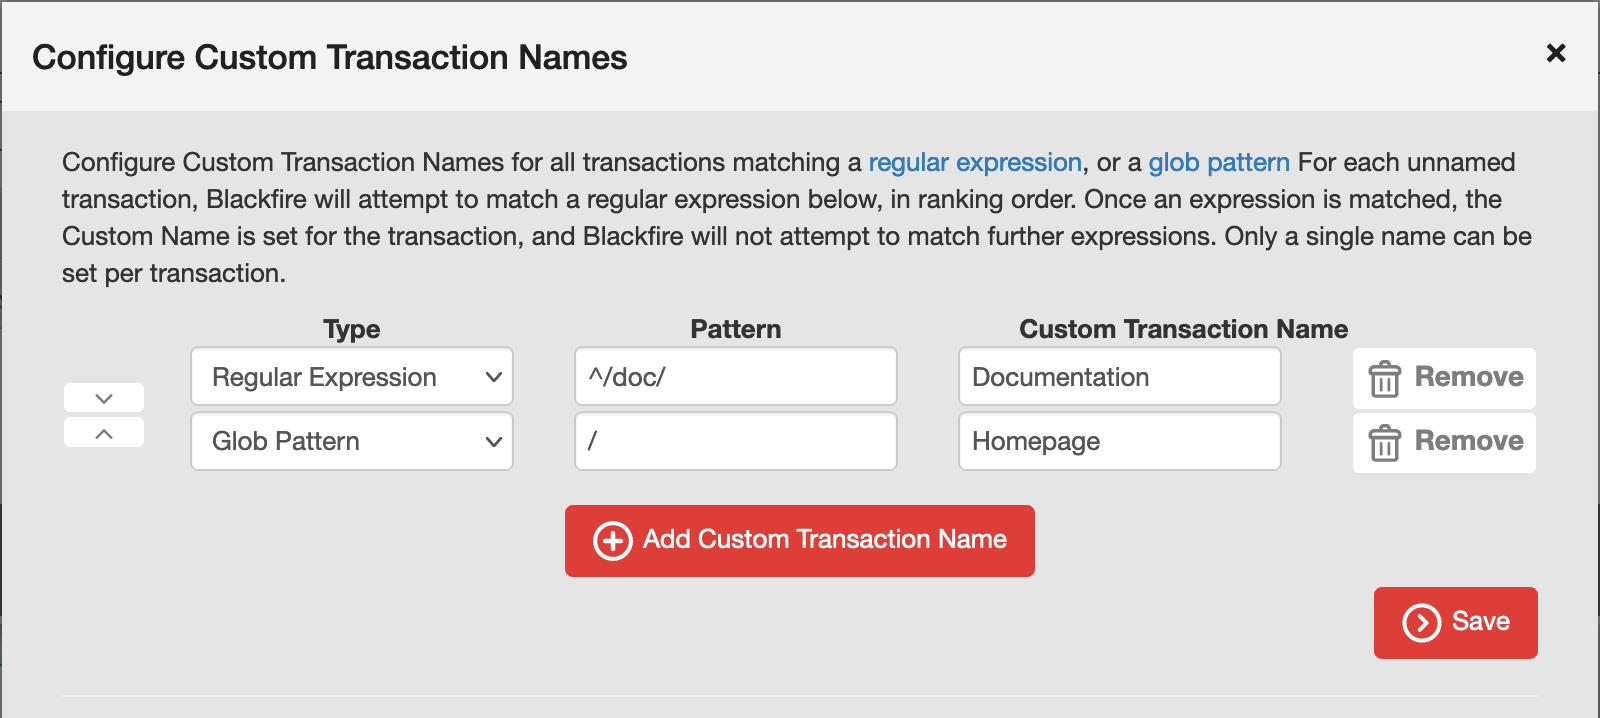 Configure Custom Transaction Names
Configure Custom Transaction Names for all transactions matching a regular expression, or a glob pattern For each unnamed
transaction, Blackfire will attempt to match a regular expression below, in ranking order. Once an expression is matched, the
Custom Name is set for the transaction, and Blackfire will not attempt to match further expressions. Only a single name can be
set per transaction.
Type Pattern Custom Transaction Name
Regular Expression ^/doc/ Documentation Remove
Glob Pattern / Homepage Remove
Add Custom Transaction Name
Save